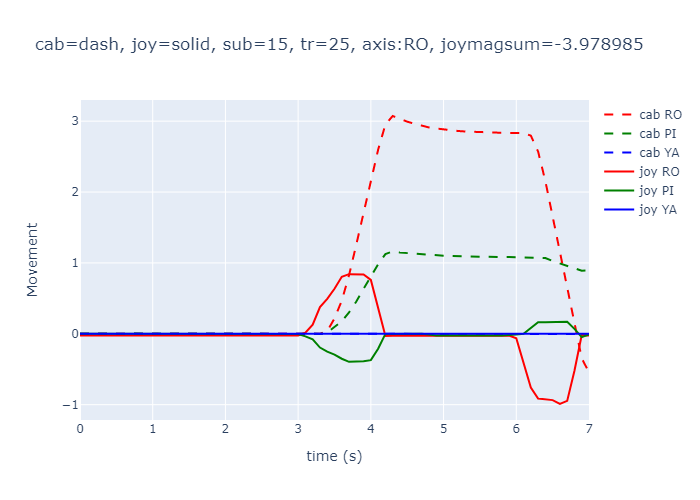 cab=dash, joy=solid, sub=15, tr=25, axis:RO, joymagsum=-3.978985
3
2
1
0
−1
Movement
0
1
2
3
4
5
6
7
time (s)
cab RO
cab PI
cab YA
joy RO
joy PI
joy YA